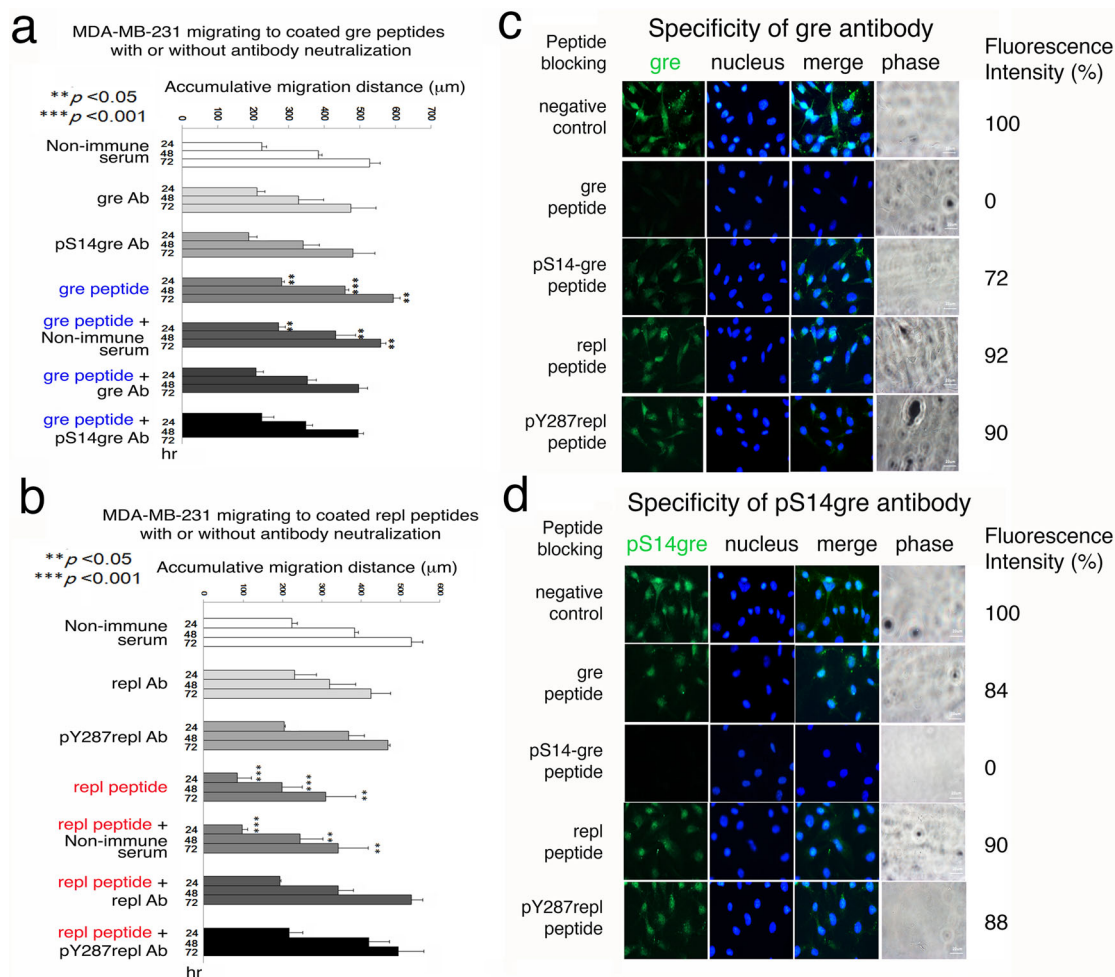 a
MDA-MB-231 migrating to coated gre peptides
with or without antibody neutralization
Accumulative migration distance (µm)
**p <0.05
***p <0.001
0 100 200 300 400 500 600 700
Non-immune
serum
24
48
72
gre Ab
24
48
72
pS14gre Ab
24
48
72
gre peptide
24
48
72
**
***
**
gre peptide +
Non-immune
serum
24
48
72
**
**
**
gre peptide +
gre Ab
24
48
72
gre peptide +
pS14gre Ab
24
48
72
hr
b
MDA-MB-231 migrating to coated repl peptides
with or without antibody neutralization
**p <0.05
***p <0.001
Accumulative migration distance (µm)
0 100 200 300 400 500 600
Non-immune
serum
24
48
72
repl Ab
24
48
72
pY287repl Ab
24
48
72
repl peptide
24
48
72
***
***
**
repl peptide +
Non-immune
serum
24
48
72
***
**
**
repl peptide +
repl Ab
24
48
72
repl peptide +
pY287repl Ab
24
48
72
hr
c
Specificity of gre antibody
Peptide
blocking
gre nucleus merge phase
Fluorescence
Intensity (%)
negative
control
100
gre
peptide
0
pS14-gre
peptide
72
repl
peptide
92
pY287repl
peptide
90
d
Specificity of pS14gre antibody
Peptide
blocking
pS14gre nucleus merge phase
Fluorescence
Intensity (%)
negative
control
100
gre
peptide
84
pS14-gre
peptide
0
repl
peptide
90
pY287repl
peptide
88